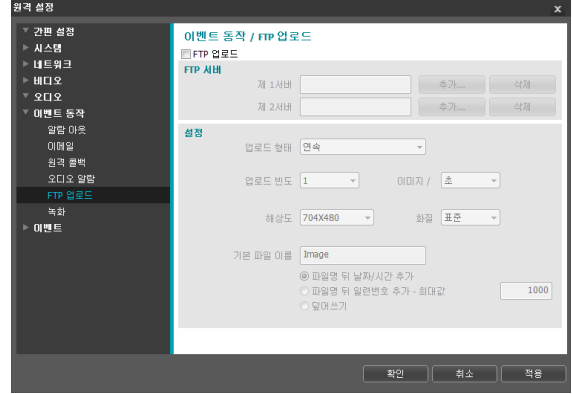 원격 설정
x
간편 설정
시스템
네트워크
비디오
오디오
이벤트 동작
알람 아웃
이메일
원격 콜백
오디오 알람
FTP 업로드
녹화
이벤트
이벤트 동작 / FTP 업로드
FTP 업로드
FTP 서버
제 1서버 추가... 삭제
제 2서버 추가... 삭제
설정
업로드 형태 연속
업로드 빈도 1 이미지 / 초
해상도 704X480 화질 표준
기본 파일 이름 Image
파일명 뒤 날짜/시간 추가
파일명 뒤 일련번호 추가 - 최대값 1000
덮어쓰기
확인 취소 적용